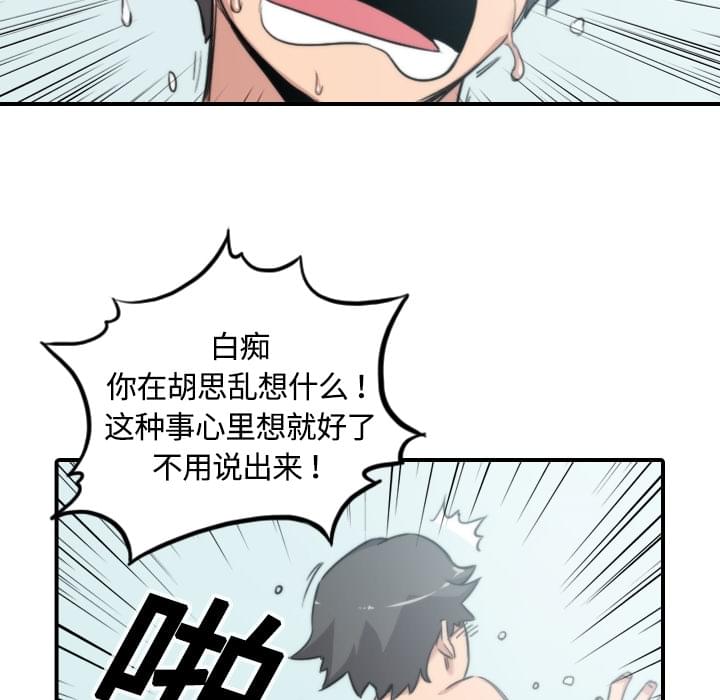 白痴
你在胡思乱想什么！
这种事心里想就好了
不用说出来！
啪